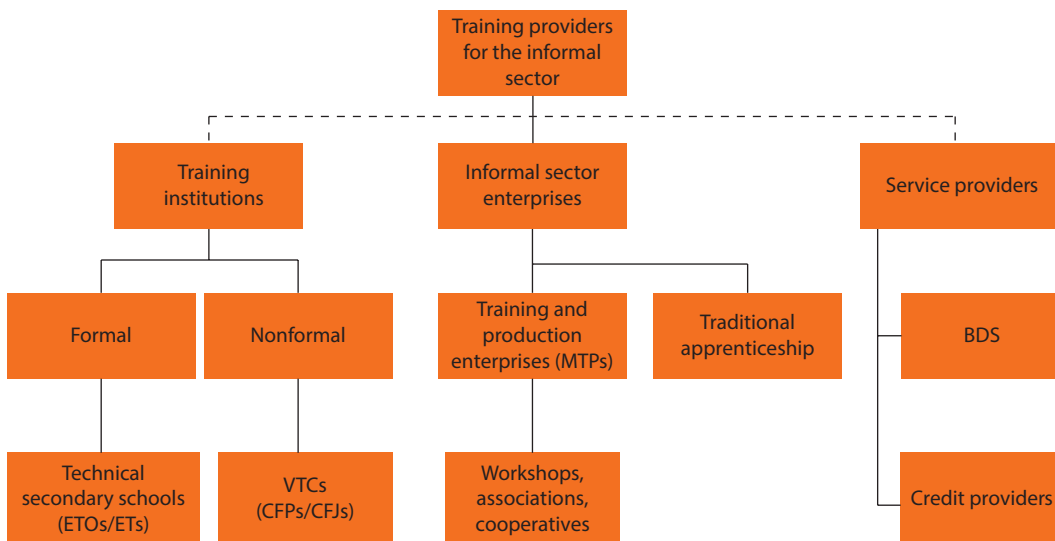 Training providers
for the informal
sector
Training
institutions
Informal sector
enterprises
Service providers
Formal
Nonformal
Training and
production
enterprises (MTPs)
Traditional
apprenticeship
BDS
Technical
secondary schools
(ETOs/ETs)
VTCs
(CFPs/CFJs)
Workshops,
associations,
cooperatives
Credit providers